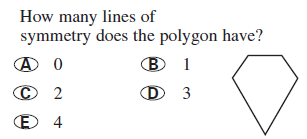 How many lines of
symmetry does the polygon have?
A 0 B 1
C 2 D 3
E 4